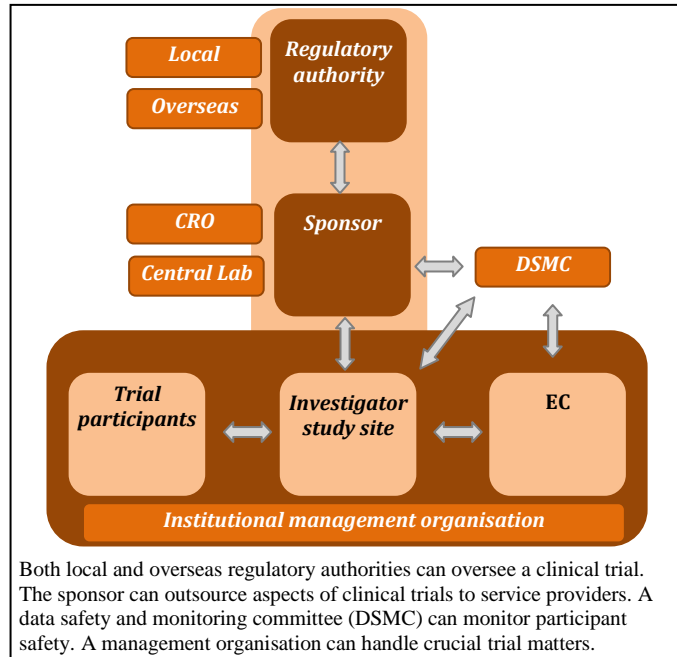 Local
Regulatory
authority
Overseas
CRO
Sponsor
Central Lab
DSMC
Trial
participants
Investigator
study site
EC
Institutional management organisation
Both local and overseas regulatory authorities can oversee a clinical trial.
The sponsor can outsource aspects of clinical trials to service providers. A
data safety and monitoring committee (DSMC) can monitor participant
safety. A management organisation can handle crucial trial matters.